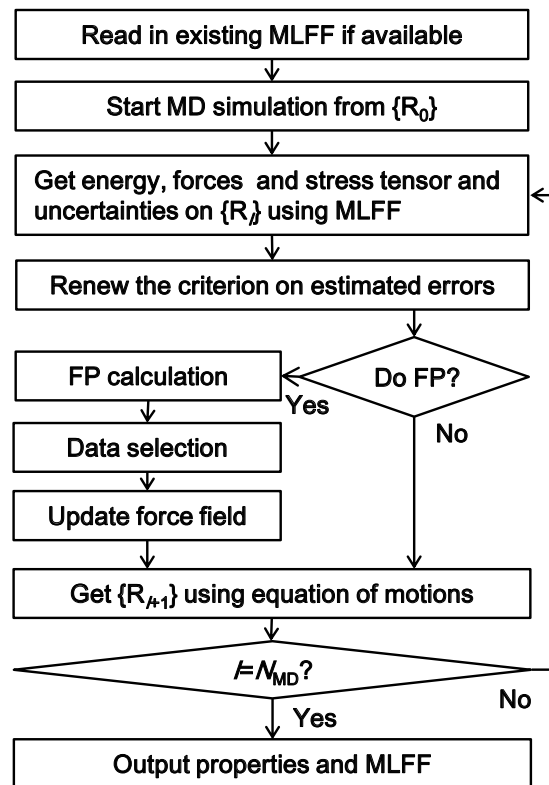 Read in existing MLFF if available
Start MD simulation from {R₀}
Get energy, forces and stress tensor and
uncertainties on {Rᵢ} using MLFF
Renew the criterion on estimated errors
FP calculation
Do FP?
Yes
No
Data selection
Update force field
Get {Rᵢ₊₁} using equation of motions
I=N_MD?
No
Yes
Output properties and MLFF